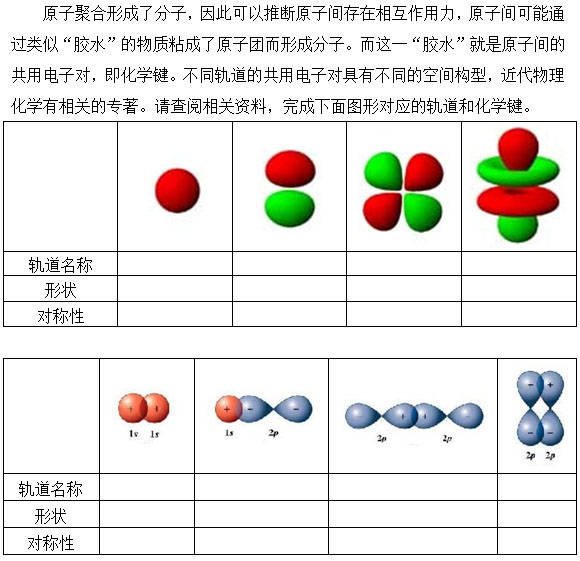 原子聚合形成了分子，因此可以推断原子间存在相互作用力，原子间可能通
过类似“胶水”的物质粘成了原子团而形成分子。而这一“胶水”就是原子间的
共用电子对，即化学键。不同轨道的共用电子对具有不同的空间构型，近代物理
化学有相关的专著。请查阅相关资料，完成下面图形对应的轨道和化学键。
轨道名称
形状
对称性
+ +
1s 1s
+ − −
1s 2p
− + + −
2p 2p
+ +
− −
2p 2p
轨道名称
形状
对称性